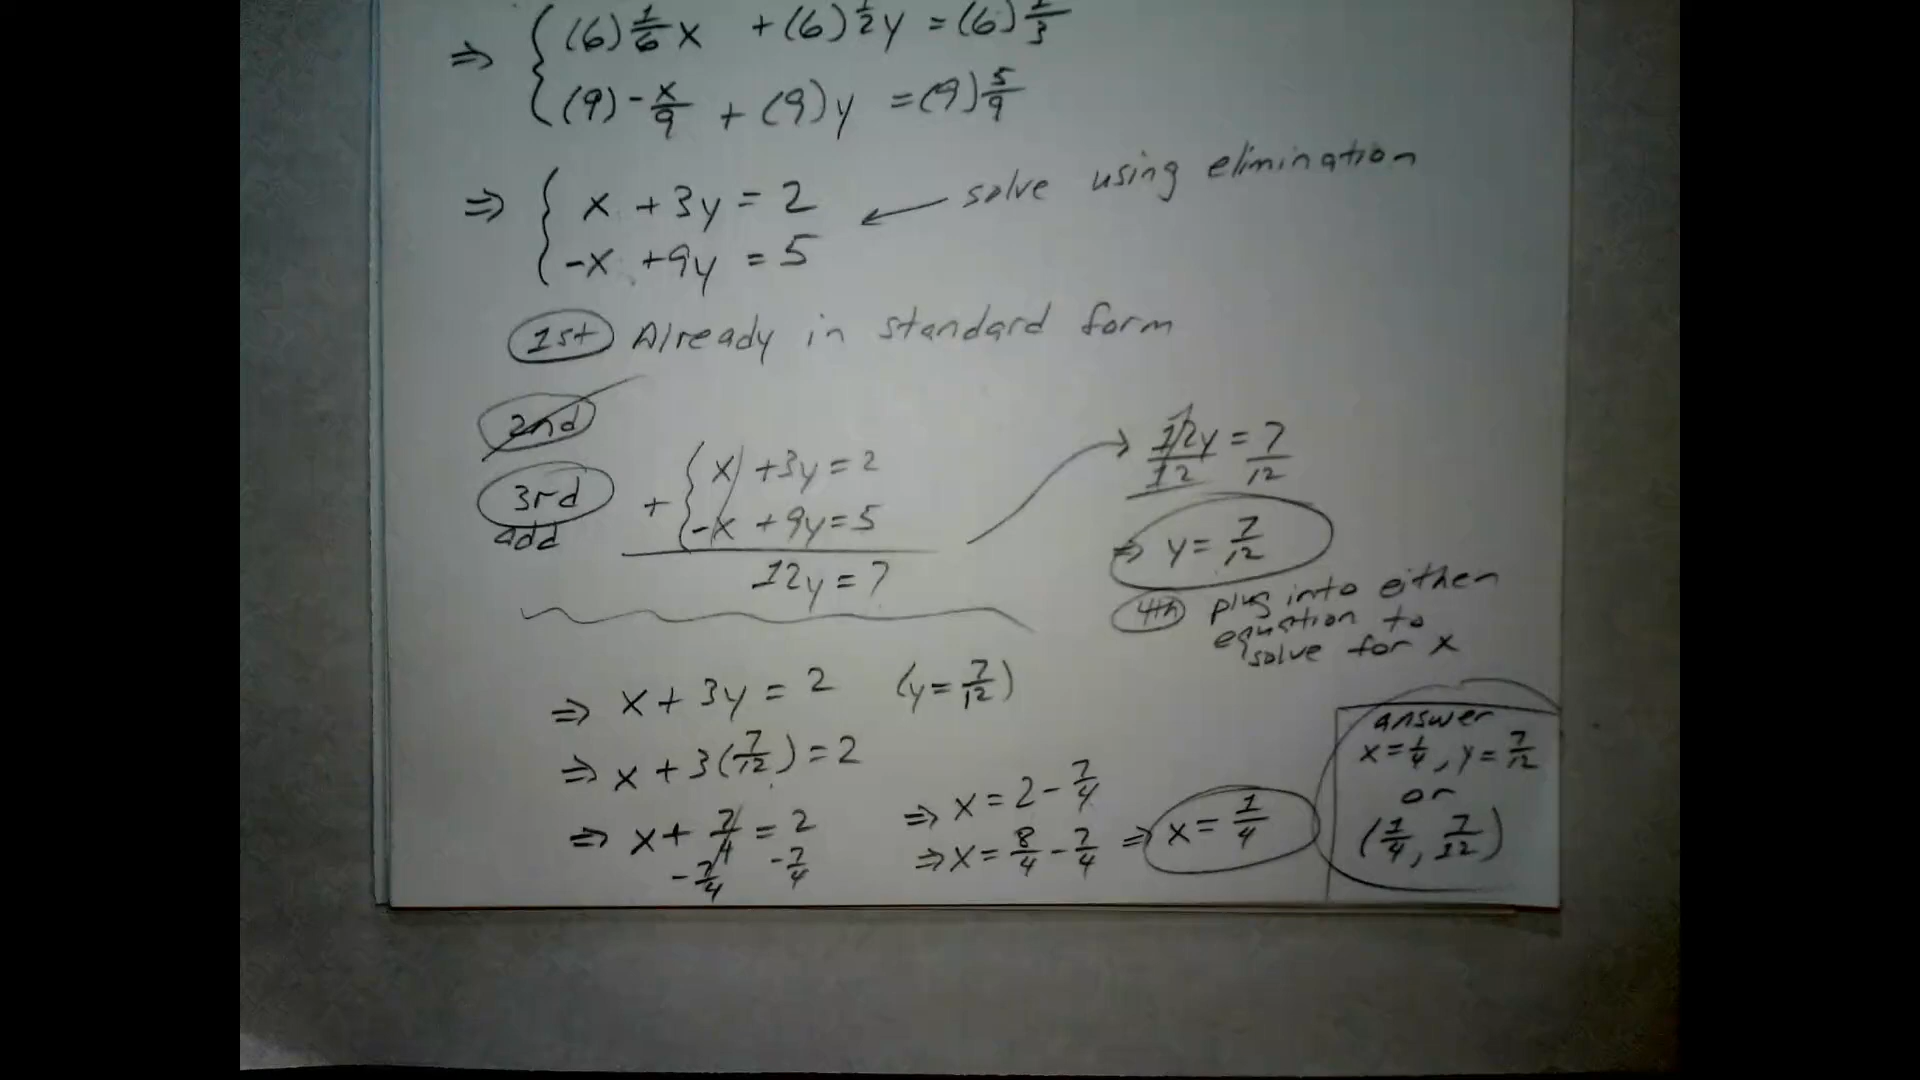 ⇒ { (6) 1/6 x + (6) 1/2 y = (6) 1/3
(9) - x/9 + (9) y = (9) 5/9
⇒ { x + 3y = 2 ← solve using elimination
-x + 9y = 5
1st Already in standard form
2nd
3rd add
+ { x + 3y = 2
-x + 9y = 5
12y = 7
→ 12y/12 = 7/12
⇒ y = 7/12
4th plug into either
equation to
solve for x
⇒ x + 3y = 2 (y = 7/12)
⇒ x + 3(7/12) = 2
⇒ x + 7/4 = 2
- 7/4 - 7/4
⇒ x = 2 - 7/4
⇒ x = 8/4 - 7/4 ⇒ x = 1/4
answer
x = 1/4, y = 7/12
or
(1/4, 7/12)